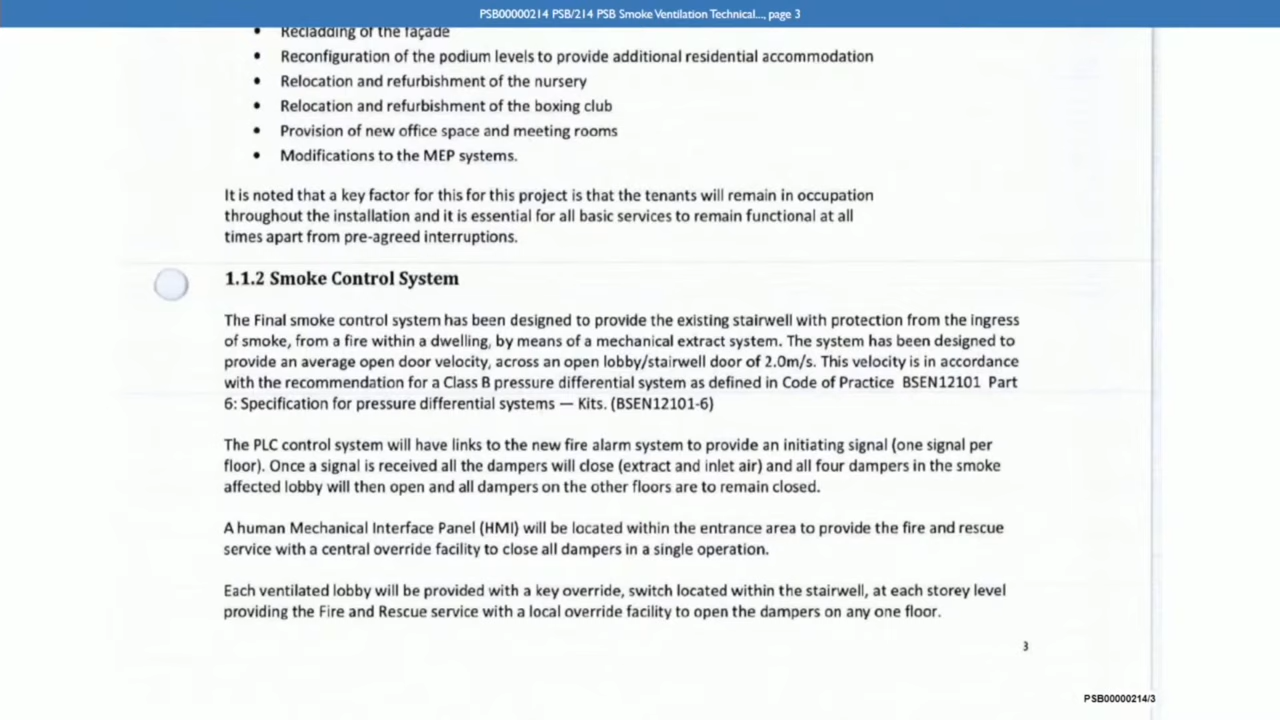 PSB00000214 PSB/214 PSB Smoke Ventilation Technical..., page 3
• Recladding of the façade
• Reconfiguration of the podium levels to provide additional residential accommodation
• Relocation and refurbishment of the nursery
• Relocation and refurbishment of the boxing club
• Provision of new office space and meeting rooms
• Modifications to the MEP systems.
It is noted that a key factor for this for this project is that the tenants will remain in occupation
throughout the installation and it is essential for all basic services to remain functional at all
times apart from pre-agreed interruptions.
1.1.2 Smoke Control System
The Final smoke control system has been designed to provide the existing stairwell with protection from the ingress
of smoke, from a fire within a dwelling, by means of a mechanical extract system. The system has been designed to
provide an average open door velocity, across an open lobby/stairwell door of 2.0m/s. This velocity is in accordance
with the recommendation for a Class B pressure differential system as defined in Code of Practice BSEN12101 Part
6: Specification for pressure differential systems — Kits. (BSEN12101-6)
The PLC control system will have links to the new fire alarm system to provide an initiating signal (one signal per
floor). Once a signal is received all the dampers will close (extract and inlet air) and all four dampers in the smoke
affected lobby will then open and all dampers on the other floors are to remain closed.
A human Mechanical Interface Panel (HMI) will be located within the entrance area to provide the fire and rescue
service with a central override facility to close all dampers in a single operation.
Each ventilated lobby will be provided with a key override, switch located within the stairwell, at each storey level
providing the Fire and Rescue service with a local override facility to open the dampers on any one floor.
3
PSB00000214/3